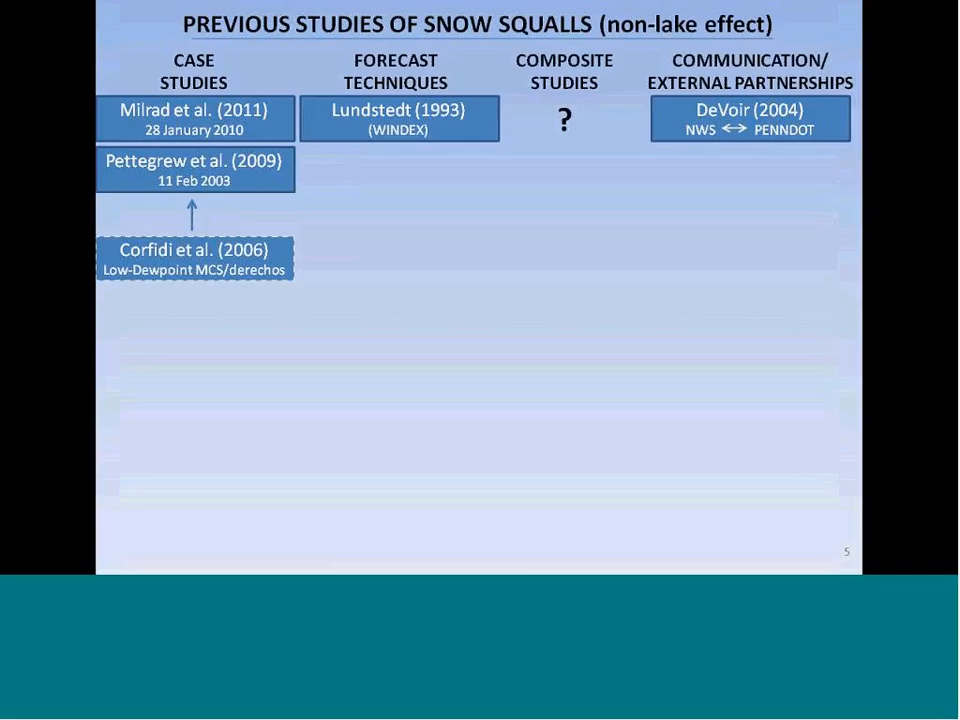 PREVIOUS STUDIES OF SNOW SQUALLS (non-lake effect)
CASE
STUDIES
Milrad et al. (2011)
28 January 2010
Pettegrew et al. (2009)
11 Feb 2003
Corfidi et al. (2006)
Low-Dewpoint MCS/derechos
FORECAST
TECHNIQUES
Lundstedt (1993)
(WINDEX)
COMPOSITE
STUDIES
?
COMMUNICATION/
EXTERNAL PARTNERSHIPS
DeVoir (2004)
NWS ↔ PENNDOT
5